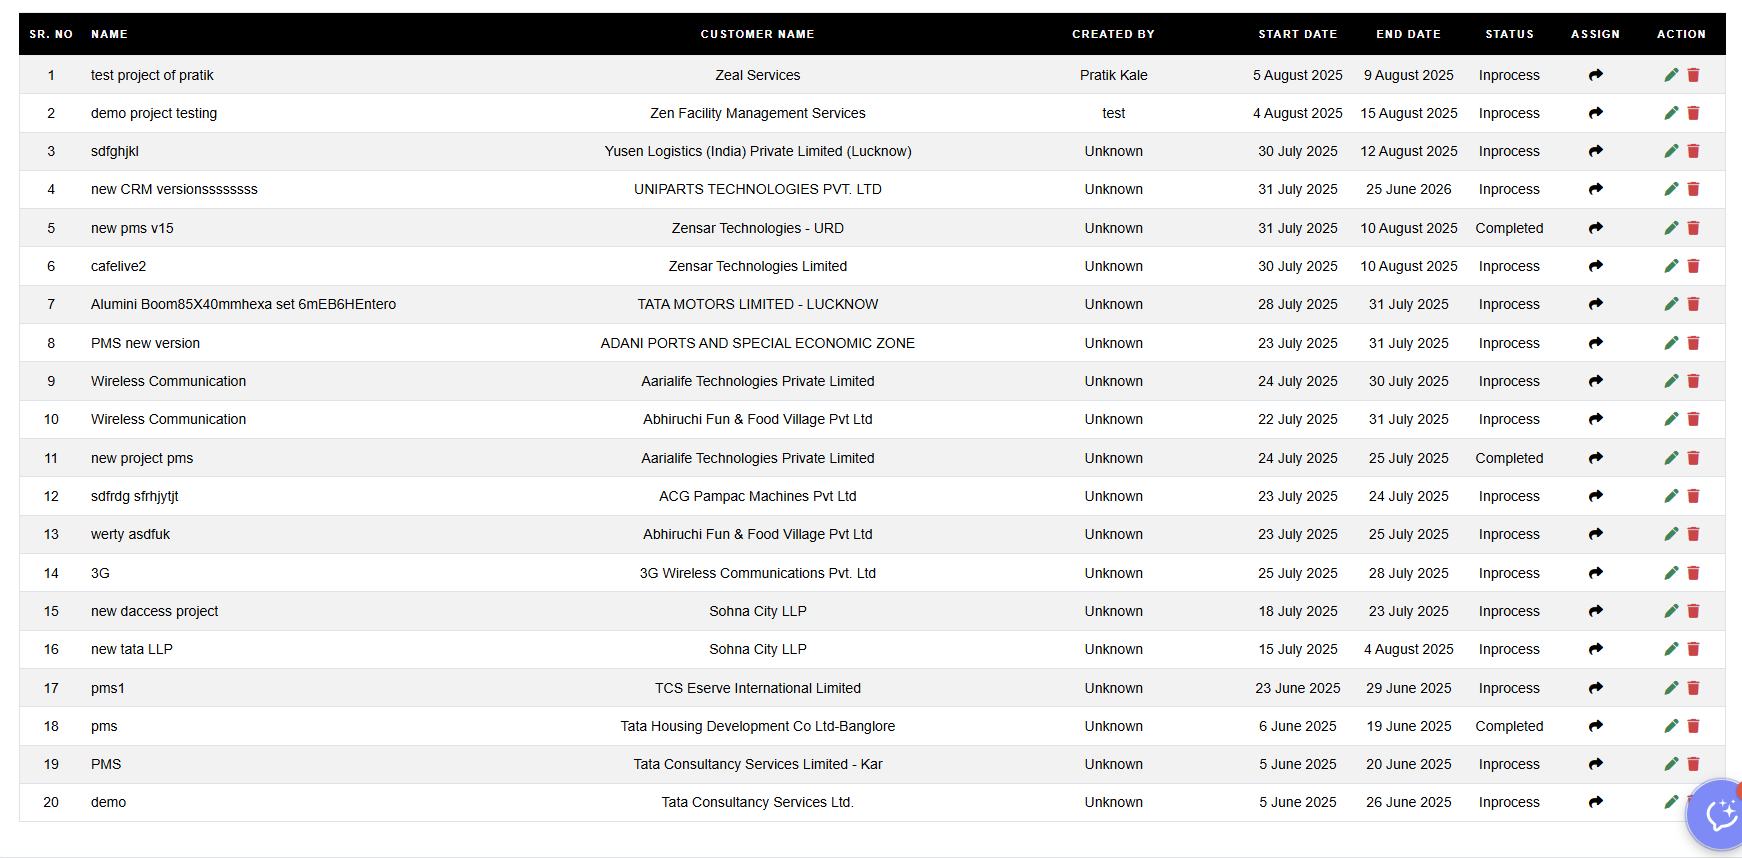 SR. NO NAME CUSTOMER NAME CREATED BY START DATE END DATE STATUS ASSIGN ACTION
1 test project of pratik Zeal Services Pratik Kale 5 August 2025 9 August 2025 Inprocess
2 demo project testing Zen Facility Management Services test 4 August 2025 15 August 2025 Inprocess
3 sdfghjkl Yusen Logistics (India) Private Limited (Lucknow) Unknown 30 July 2025 12 August 2025 Inprocess
4 new CRM versionssssssss UNIPARTS TECHNOLOGIES PVT. LTD Unknown 31 July 2025 25 June 2026 Inprocess
5 new pms v15 Zensar Technologies - URD Unknown 31 July 2025 10 August 2025 Completed
6 cafelive2 Zensar Technologies Limited Unknown 30 July 2025 10 August 2025 Inprocess
7 Alumini Boom85X40mmhexa set 6mEB6HEntero TATA MOTORS LIMITED - LUCKNOW Unknown 28 July 2025 31 July 2025 Inprocess
8 PMS new version ADANI PORTS AND SPECIAL ECONOMIC ZONE Unknown 23 July 2025 31 July 2025 Inprocess
9 Wireless Communication Aarialife Technologies Private Limited Unknown 24 July 2025 30 July 2025 Inprocess
10 Wireless Communication Abhiruchi Fun & Food Village Pvt Ltd Unknown 22 July 2025 31 July 2025 Inprocess
11 new project pms Aarialife Technologies Private Limited Unknown 24 July 2025 25 July 2025 Completed
12 sdfrdg sfrhjytjt ACG Pampac Machines Pvt Ltd Unknown 23 July 2025 24 July 2025 Inprocess
13 werty asdfuk Abhiruchi Fun & Food Village Pvt Ltd Unknown 23 July 2025 25 July 2025 Inprocess
14 3G 3G Wireless Communications Pvt. Ltd Unknown 25 July 2025 28 July 2025 Inprocess
15 new daccess project Sohna City LLP Unknown 18 July 2025 23 July 2025 Inprocess
16 new tata LLP Sohna City LLP Unknown 15 July 2025 4 August 2025 Inprocess
17 pms1 TCS Eserve International Limited Unknown 23 June 2025 29 June 2025 Inprocess
18 pms Tata Housing Development Co Ltd-Banglore Unknown 6 June 2025 19 June 2025 Completed
19 PMS Tata Consultancy Services Limited - Kar Unknown 5 June 2025 20 June 2025 Inprocess
20 demo Tata Consultancy Services Ltd. Unknown 5 June 2025 26 June 2025 Inprocess